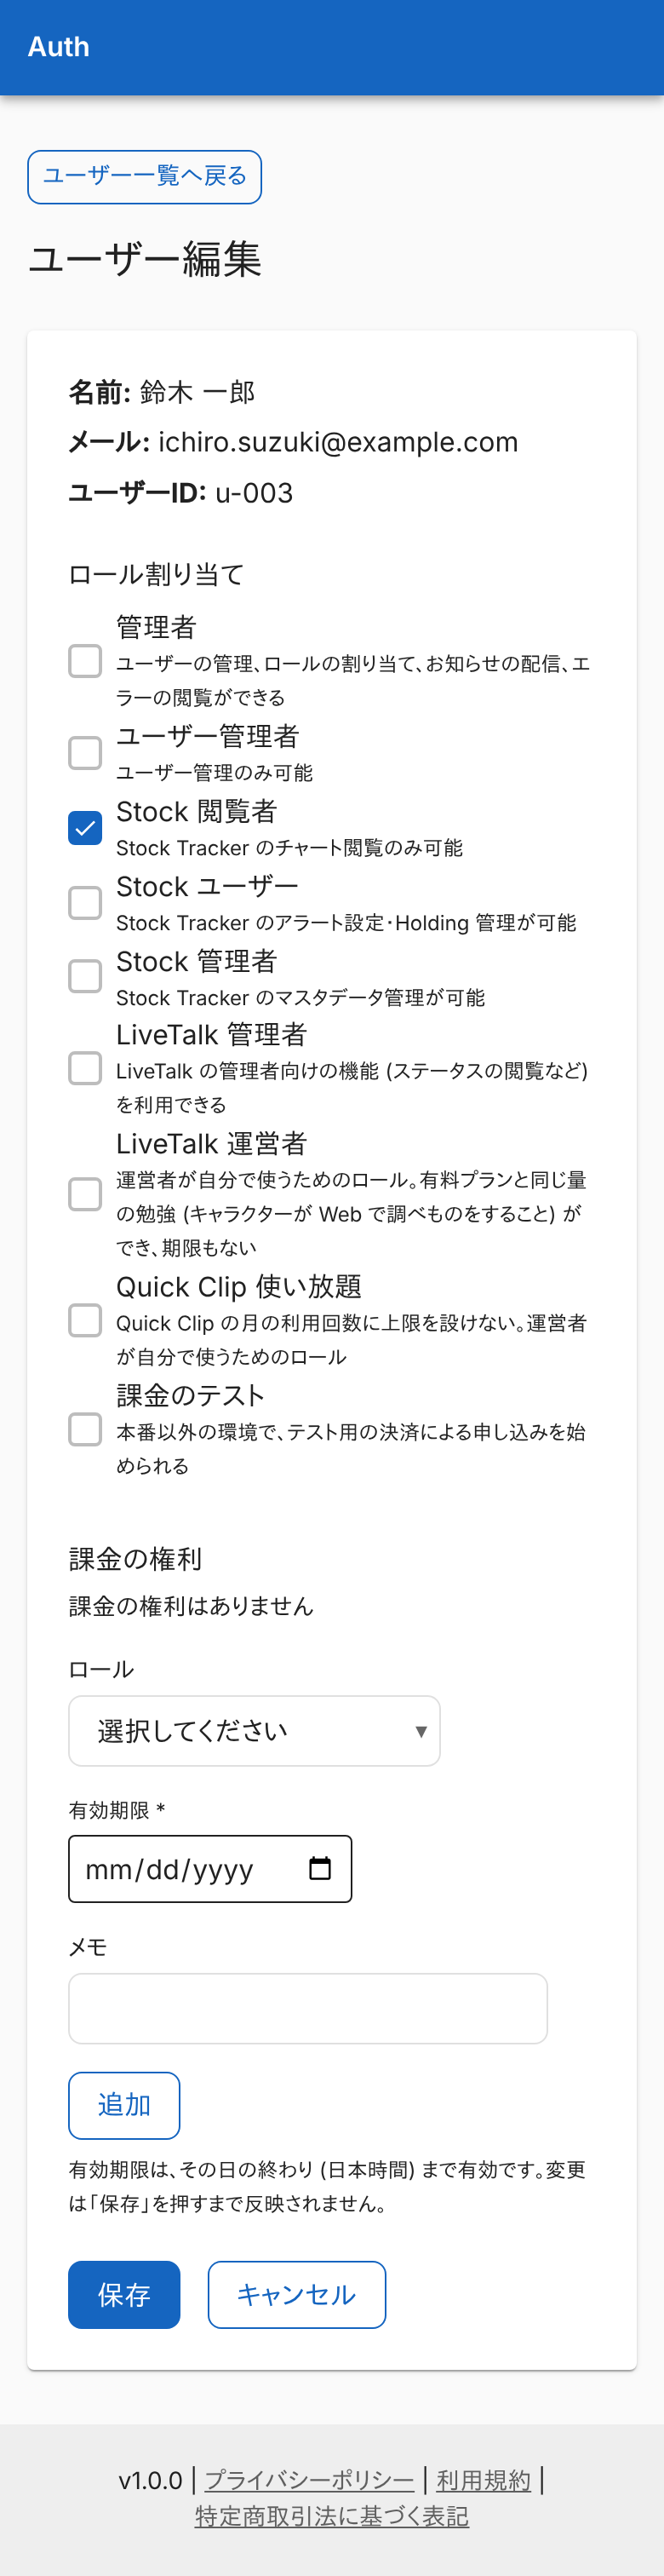 Auth
ユーザー一覧へ戻る
ユーザー編集
名前: 鈴木 一郎
メール: ichiro.suzuki@example.com
ユーザーID: u-003
ロール割り当て
管理者
ユーザーの管理、ロールの割り当て、お知らせの配信、エ
ラーの閲覧ができる
ユーザー管理者
ユーザー管理のみ可能
Stock 閲覧者
Stock Tracker のチャート閲覧のみ可能
Stock ユーザー
Stock Tracker のアラート設定・Holding 管理が可能
Stock 管理者
Stock Tracker のマスタデータ管理が可能
LiveTalk 管理者
LiveTalk の管理者向けの機能 (ステータスの閲覧など)
を利用できる
LiveTalk 運営者
運営者が自分で使うためのロール。有料プランと同じ量
の勉強 (キャラクターが Web で調べものをすること) が
でき、期限もない
Quick Clip 使い放題
Quick Clip の月の利用回数に上限を設けない。運営者
が自分で使うためのロール
課金のテスト
本番以外の環境で、テスト用の決済による申し込みを始
められる
課金の権利
課金の権利はありません
ロール
選択してください
有効期限 *
mm/dd/yyyy
メモ
追加
有効期限は、その日の終わり (日本時間) まで有効です。変更
は「保存」を押すまで反映されません。
保存 キャンセル
v1.0.0 | プライバシーポリシー | 利用規約 |
特定商取引法に基づく表記